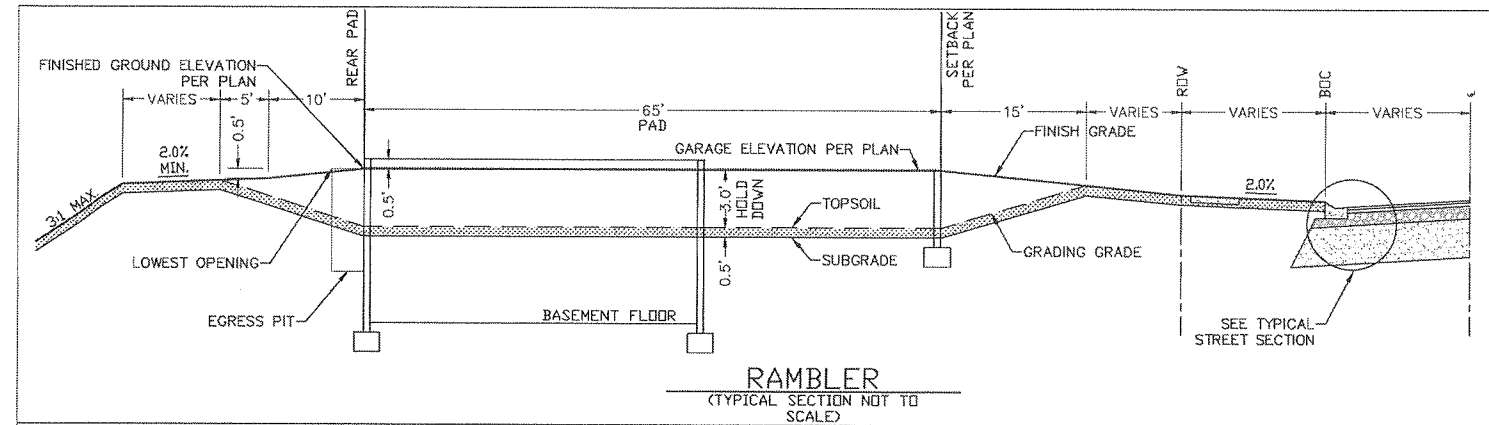 REAR PAD
SETBACK
PER PLAN
FINISHED GROUND ELEVATION
PER PLAN
ROW
BOC
℄
VARIES
5'
10'
65'
PAD
15'
VARIES
VARIES
VARIES
0.5'
FINISH GRADE
2.0%
MIN.
GARAGE ELEVATION PER PLAN
3:1 MAX.
0.5'
3.0'
HOLD
DOWN
2.0%
TOPSOIL
LOWEST OPENING
SUBGRADE
GRADING GRADE
0.5'
EGRESS PIT
BASEMENT FLOOR
SEE TYPICAL
STREET SECTION
RAMBLER
(TYPICAL SECTION NOT TO
SCALE)